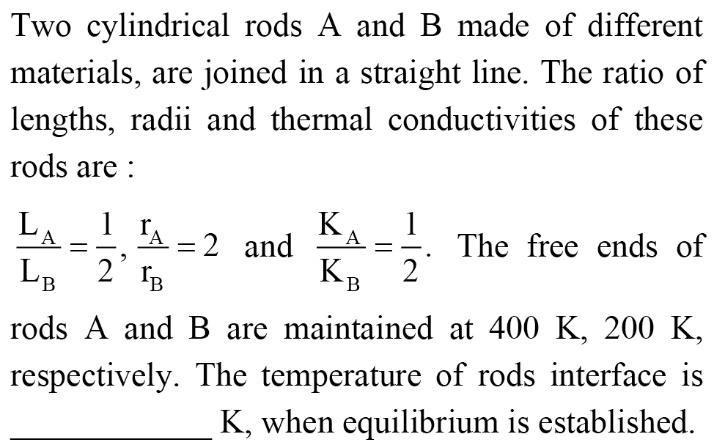 Two cylindrical rods A and B made of different
materials, are joined in a straight line. The ratio of
lengths, radii and thermal conductivities of these
rods are :
L_A/L_B = 1/2, r_A/r_B = 2 and K_A/K_B = 1/2. The free ends of
rods A and B are maintained at 400 K, 200 K,
respectively. The temperature of rods interface is
____________ K, when equilibrium is established.